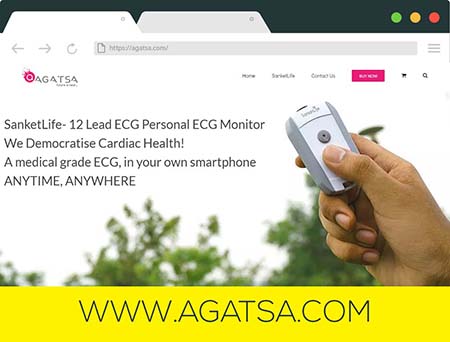 https://agatsa.com/
AGATSA
Home SanketLife Contact Us BUY NOW
SanketLife- 12 Lead ECG Personal ECG Monitor
We Democratise Cardiac Health!
A medical grade ECG, in your own smartphone
ANYTIME, ANYWHERE
SanketLife
WWW.AGATSA.COM